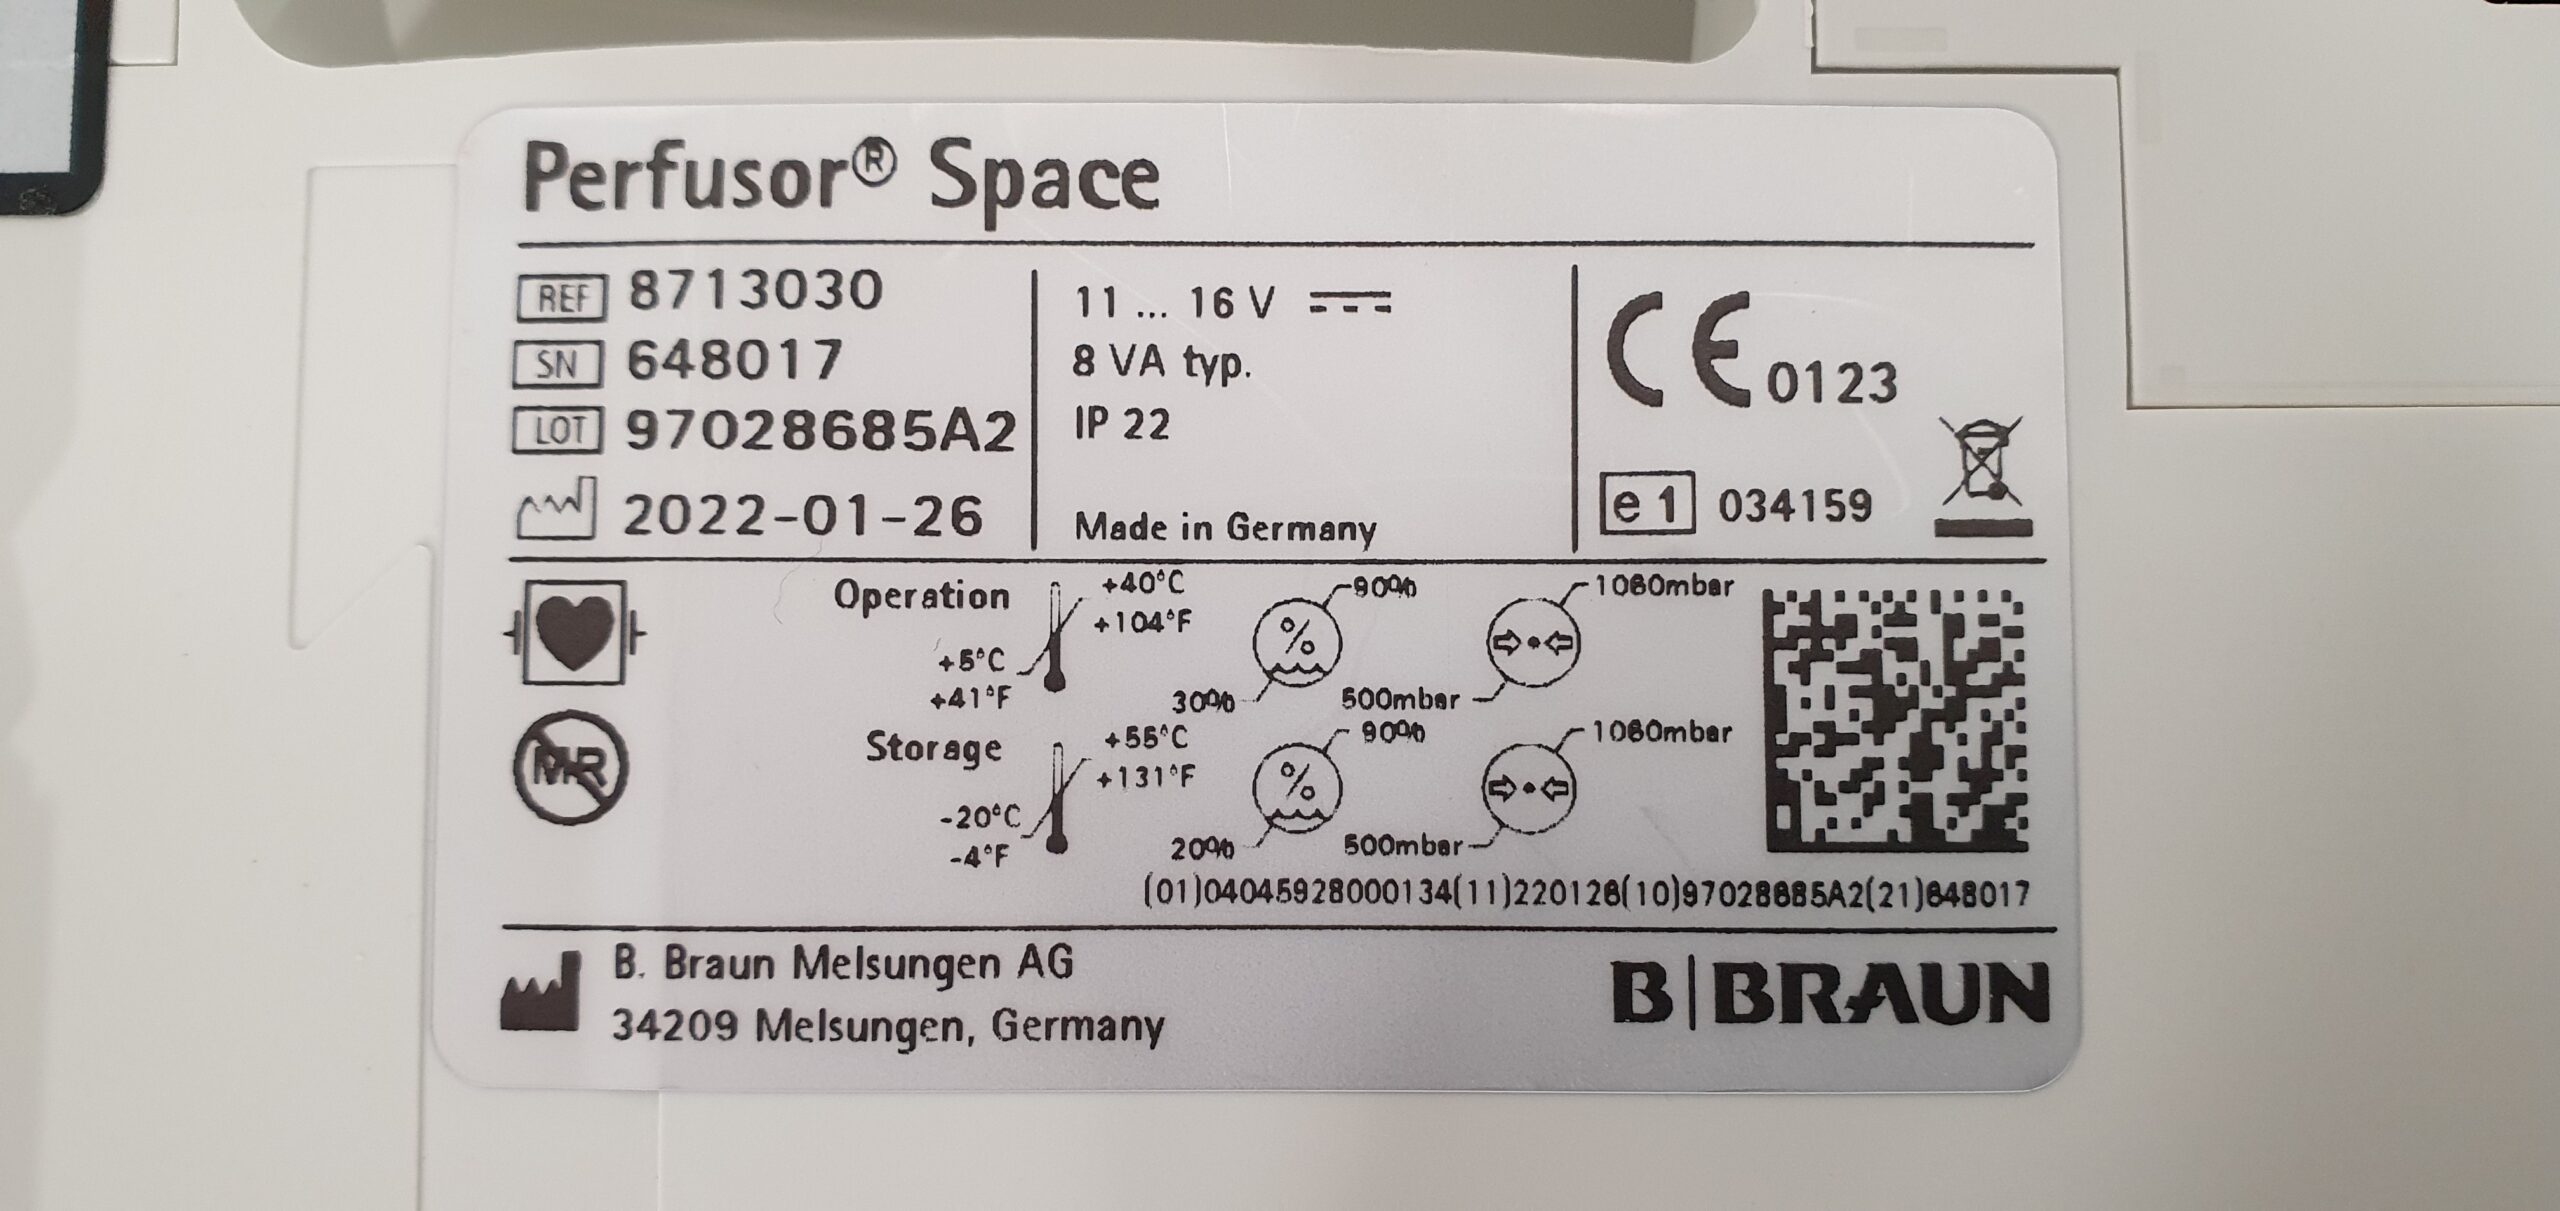 Perfusor® Space
REF 8713030
SN 648017
LOT 97028685A2
2022-01-26
11 ... 16 V
8 VA typ.
IP 22
Made in Germany
CE 0123
e1 034159
Operation
+40°C
+104°F
+5°C
+41°F
90%
%
30%
1060mbar
500mbar
Storage
+55°C
+131°F
-20°C
-4°F
90%
%
20%
1060mbar
500mbar
MR
(01)04045928000134(11)220126(10)97028685A2(21)648017
B. Braun Melsungen AG
34209 Melsungen, Germany
B|BRAUN